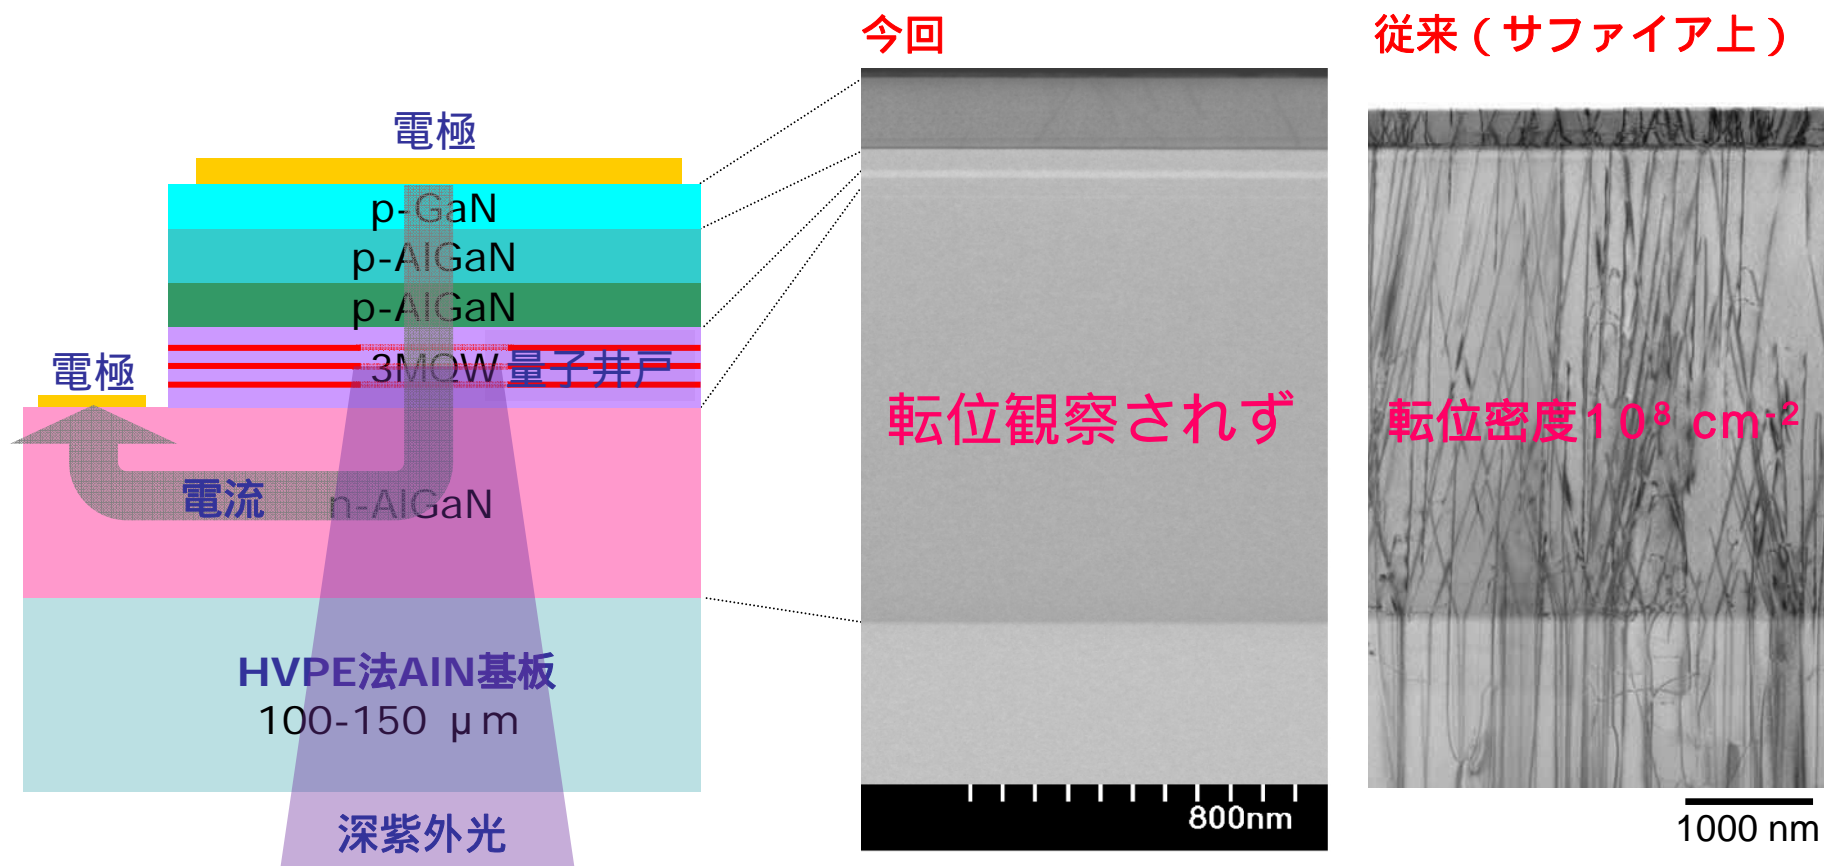 今回
従来（サファイア上）
電極
p-GaN
p-AlGaN
p-AlGaN
電極
3MQW 量子井戸
転位観察されず
転位密度10⁸ cm⁻²
電流
n-AlGaN
HVPE法AlN基板
100-150 μm
深紫外光
800nm
1000 nm